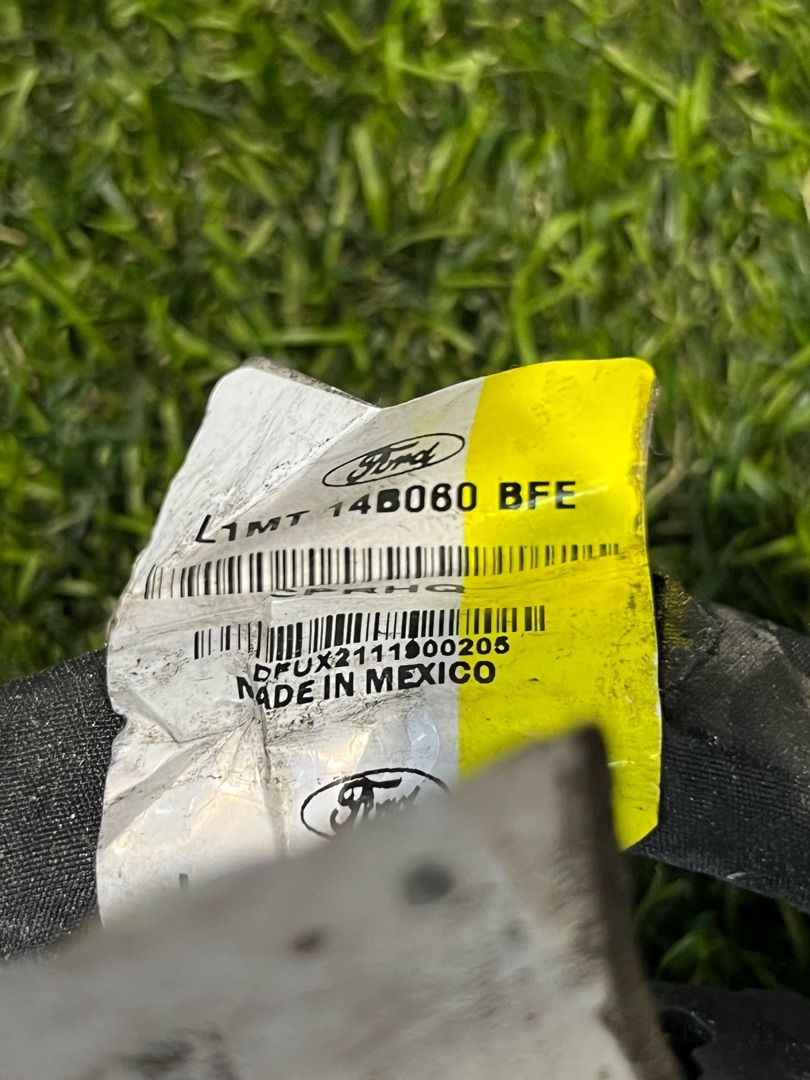 Ford
L1MT 14B060 BFE
DFUX2111900205
MADE IN MEXICO
Ford